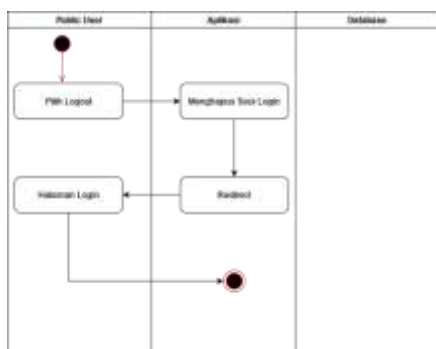 Public User
Aplikasi
Database
Pilih Logout
Menghapus Sesi Login
Halaman Login
Redirect